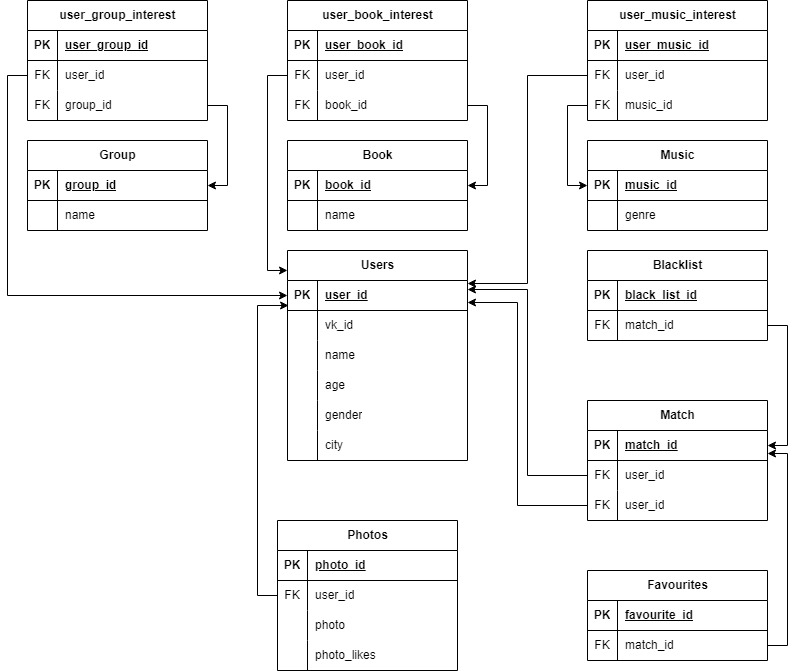 user_group_interest
PK user_group_id
FK user_id
FK group_id
user_book_interest
PK user_book_id
FK user_id
FK book_id
user_music_interest
PK user_music_id
FK user_id
FK music_id
Group
PK group_id
name
Book
PK book_id
name
Music
PK music_id
genre
Users
PK user_id
vk_id
name
age
gender
city
Blacklist
PK black_list_id
FK match_id
Match
PK match_id
FK user_id
FK user_id
Photos
PK photo_id
FK user_id
photo
photo_likes
Favourites
PK favourite_id
FK match_id